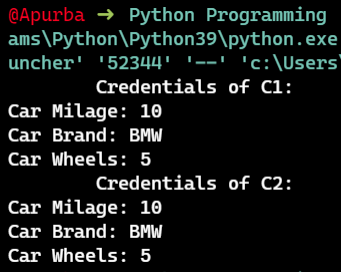 @Apurba ➜ Python Programming
ams\Python\Python39\python.exe
uncher' '52344' '--' 'c:\Users\
Credentials of C1:
Car Milage: 10
Car Brand: BMW
Car Wheels: 5
Credentials of C2:
Car Milage: 10
Car Brand: BMW
Car Wheels: 5